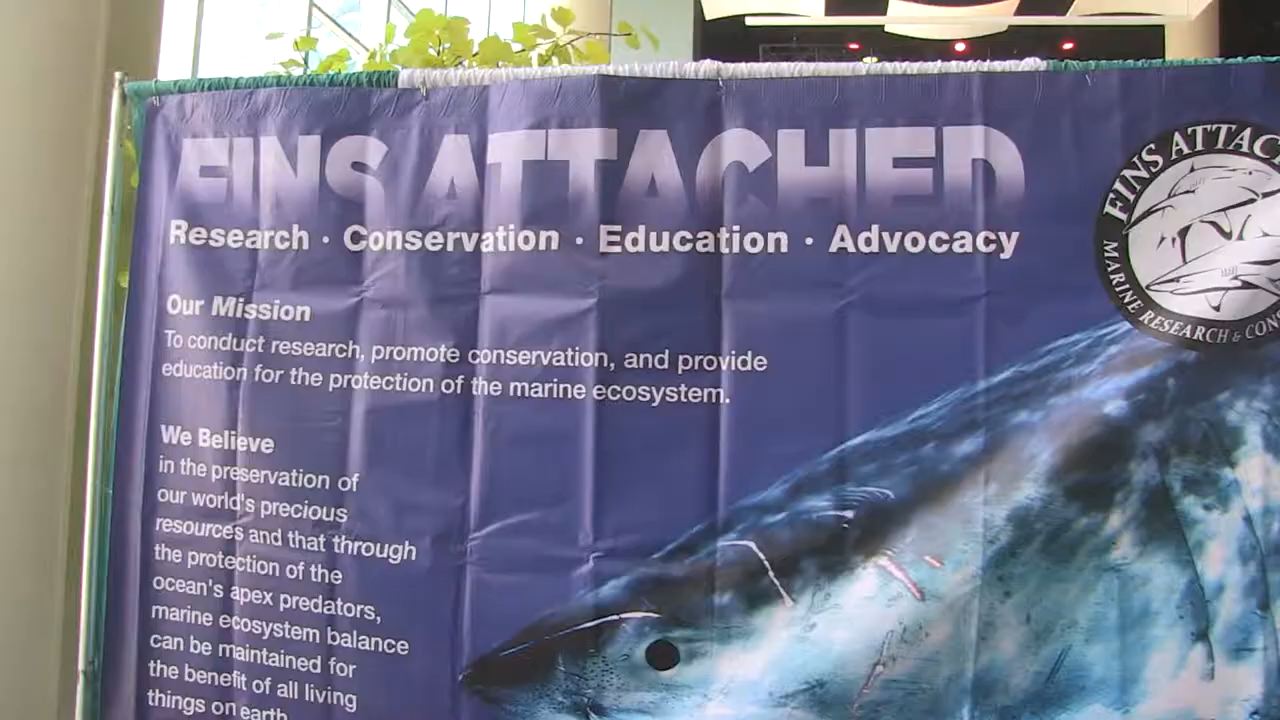 FINS ATTACHED
Research · Conservation · Education · Advocacy
Our Mission
To conduct research, promote conservation, and provide
education for the protection of the marine ecosystem.
We Believe
in the preservation of
our world's precious
resources and that through
the protection of the
ocean's apex predators,
marine ecosystem balance
can be maintained for
the benefit of all living
things on earth
FINS ATTAC
MARINE RESEARCH & CONS